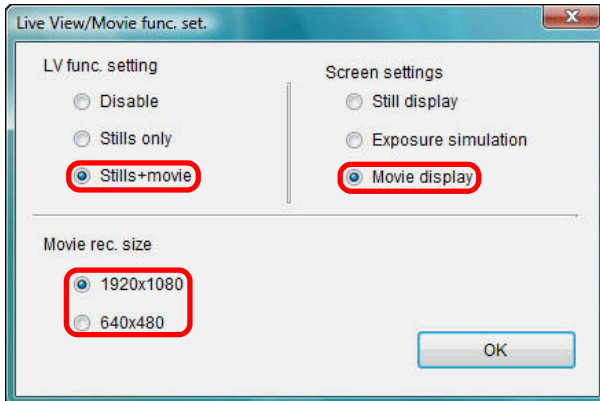 Live View/Movie func. set.
LV func. setting
Disable
Stills only
Stills+movie
Screen settings
Still display
Exposure simulation
Movie display
Movie rec. size
1920x1080
640x480
OK